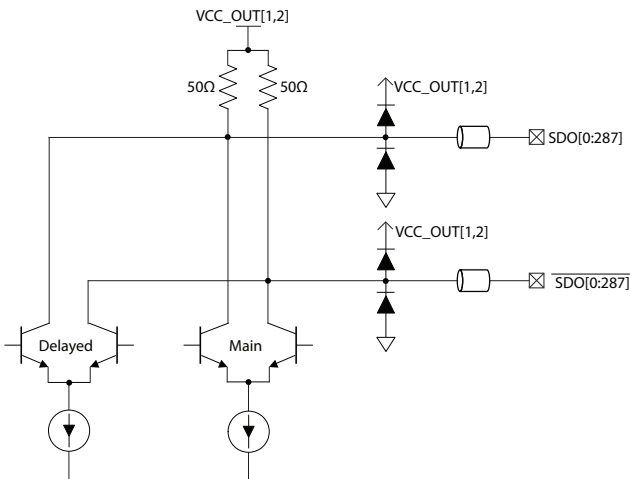 VCC_OUT[1,2]
50Ω
50Ω
VCC_OUT[1,2]
SDO[0:287]
VCC_OUT[1,2]
SDO[0:287]
Delayed
Main